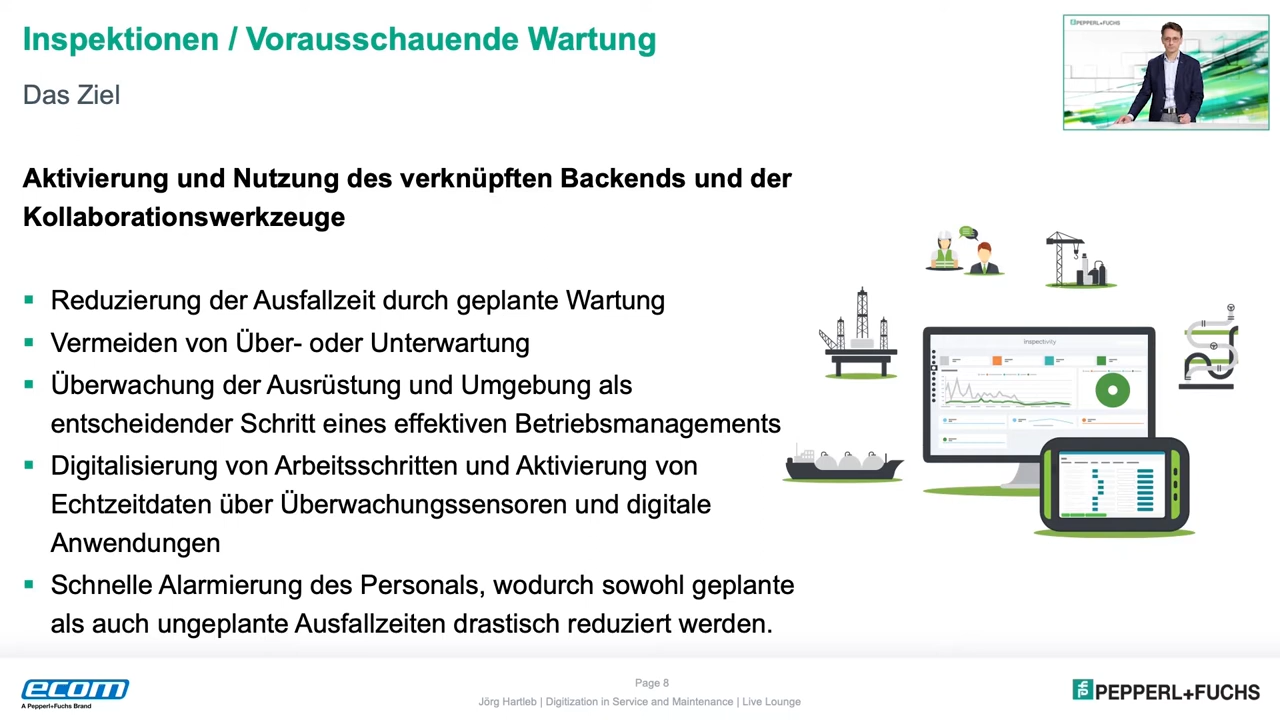 Inspektionen / Vorausschauende Wartung
Das Ziel
PEPPERL+FUCHS
Aktivierung und Nutzung des verknüpften Backends und der
Kollaborationswerkzeuge
Reduzierung der Ausfallzeit durch geplante Wartung
Vermeiden von Über- oder Unterwartung
Überwachung der Ausrüstung und Umgebung als
entscheidender Schritt eines effektiven Betriebsmanagements
Digitalisierung von Arbeitsschritten und Aktivierung von
Echtzeitdaten über Überwachungssensoren und digitale
Anwendungen
Schnelle Alarmierung des Personals, wodurch sowohl geplante
als auch ungeplante Ausfallzeiten drastisch reduziert werden.
inspectivity
ecom
A Pepperl+Fuchs Brand
Page 8
Jörg Hartleb | Digitization in Service and Maintenance | Live Lounge
PEPPERL+FUCHS